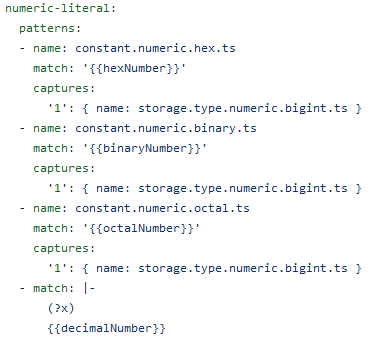 numeric-literal:
  patterns:
  - name: constant.numeric.hex.ts
    match: '{{hexNumber}}'
    captures:
      '1': { name: storage.type.numeric.bigint.ts }
  - name: constant.numeric.binary.ts
    match: '{{binaryNumber}}'
    captures:
      '1': { name: storage.type.numeric.bigint.ts }
  - name: constant.numeric.octal.ts
    match: '{{octalNumber}}'
    captures:
      '1': { name: storage.type.numeric.bigint.ts }
  - match: |-
      (?x)
      {{decimalNumber}}